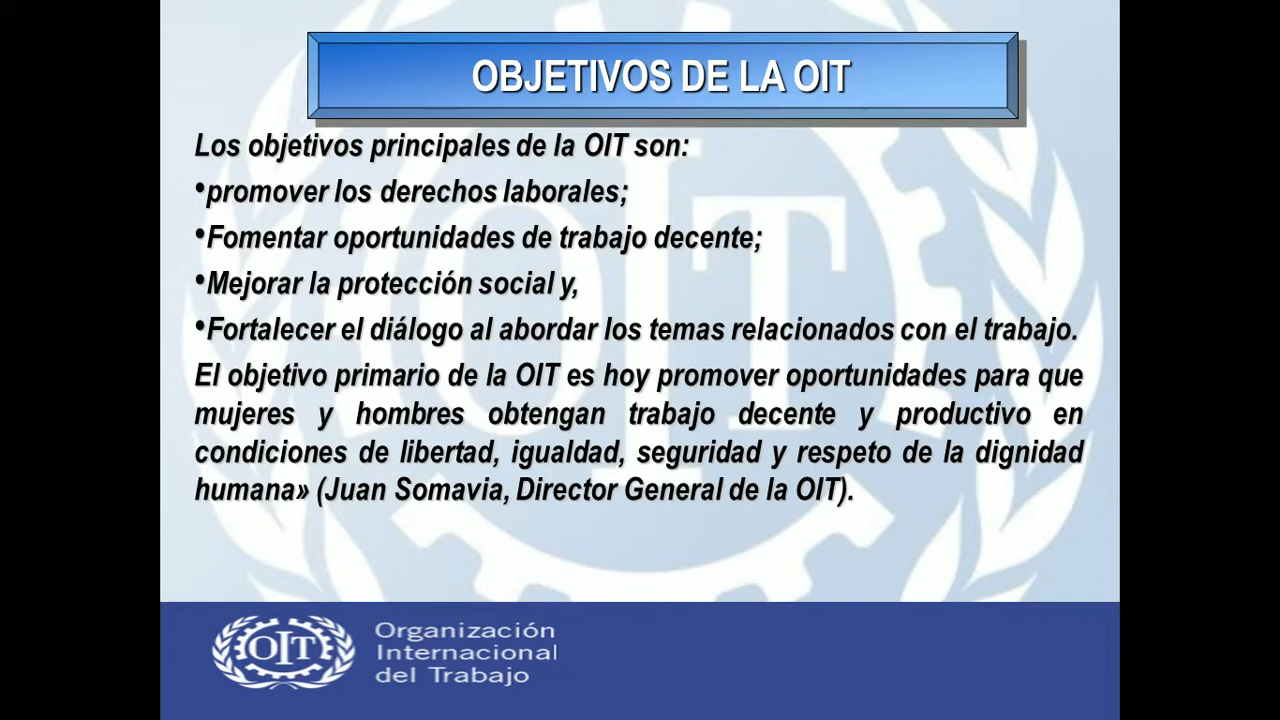 OBJETIVOS DE LA OIT
Los objetivos principales de la OIT son:
•promover los derechos laborales;
•Fomentar oportunidades de trabajo decente;
•Mejorar la protección social y,
•Fortalecer el diálogo al abordar los temas relacionados con el trabajo.
El objetivo primario de la OIT es hoy promover oportunidades para que
mujeres y hombres obtengan trabajo decente y productivo en
condiciones de libertad, igualdad, seguridad y respeto de la dignidad
humana» (Juan Somavia, Director General de la OIT).
OIT
OIT
Organización
Internacional
del Trabajo